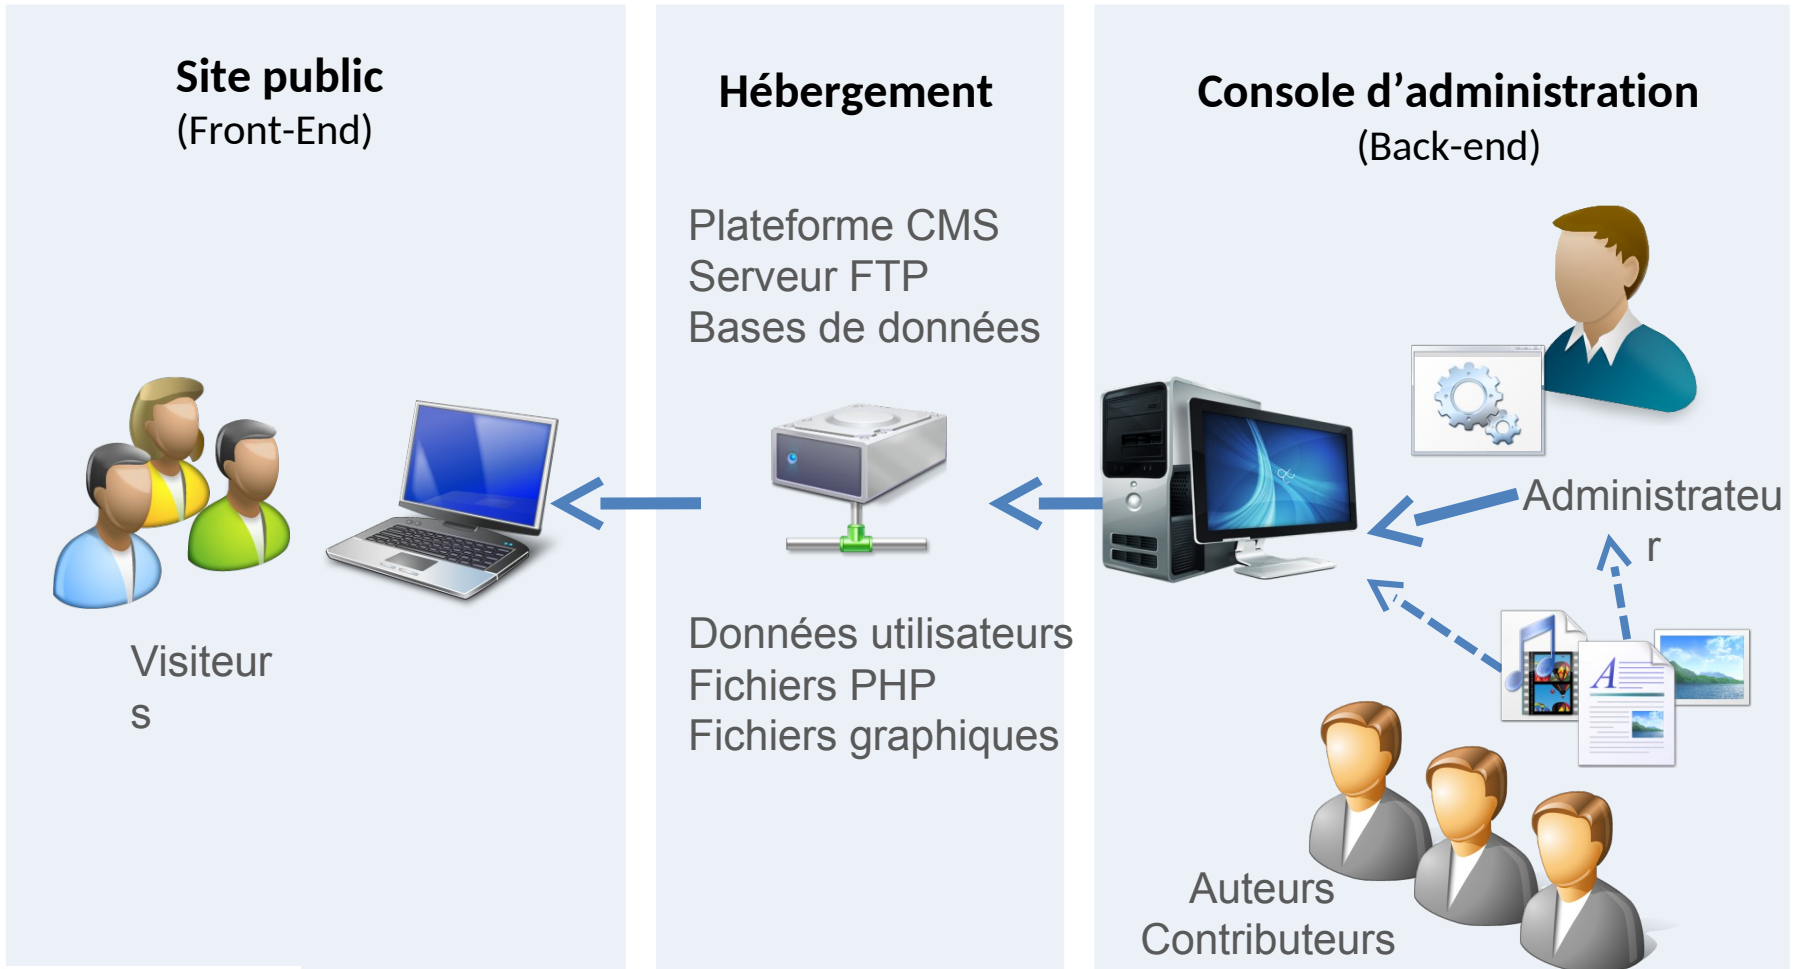 Site public
(Front-End)
Visiteur
s
Hébergement
Plateforme CMS
Serveur FTP
Bases de données
Données utilisateurs
Fichiers PHP
Fichiers graphiques
Console d’administration
(Back-end)
Administrateu
r
A
Auteurs
Contributeurs